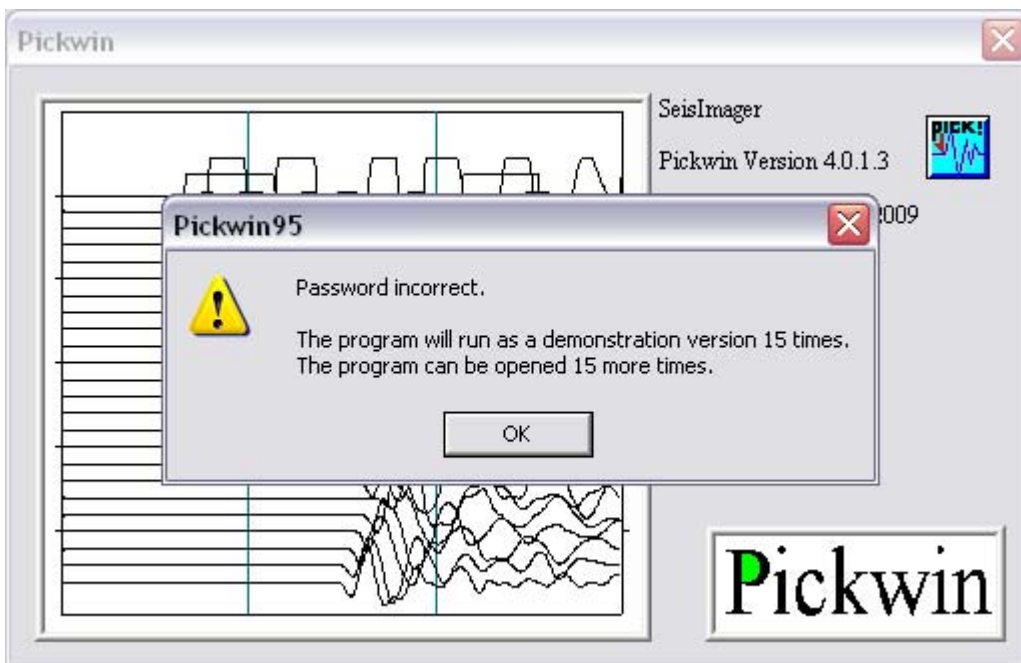 Pickwin
SeisImager
PICK!
Pickwin Version 4.0.1.3
2009
Pickwin95
Password incorrect.
The program will run as a demonstration version 15 times.
The program can be opened 15 more times.
OK
Pickwin